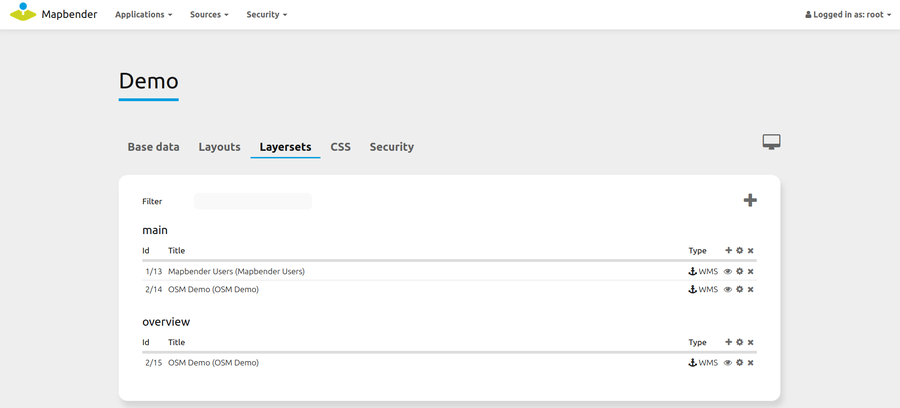 Mapbender Applications Sources Security Logged in as: root
Demo
Base data Layouts Layersets CSS Security
Filter
main
Id Title Type
1/13 Mapbender Users (Mapbender Users) WMS
2/14 OSM Demo (OSM Demo) WMS
overview
Id Title Type
2/15 OSM Demo (OSM Demo) WMS